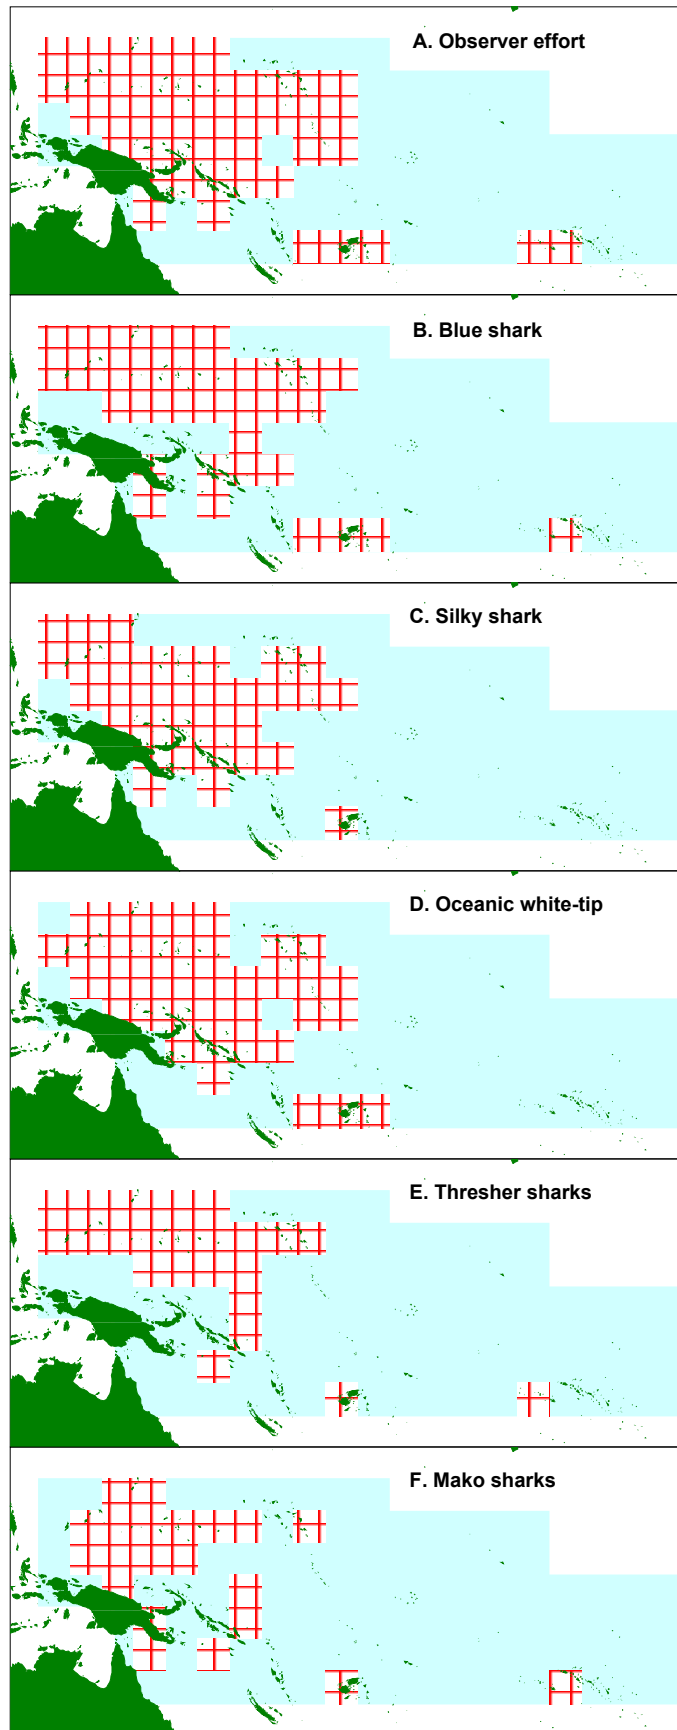 A. Observer effort
B. Blue shark
C. Silky shark
D. Oceanic white-tip
E. Thresher sharks
F. Mako sharks